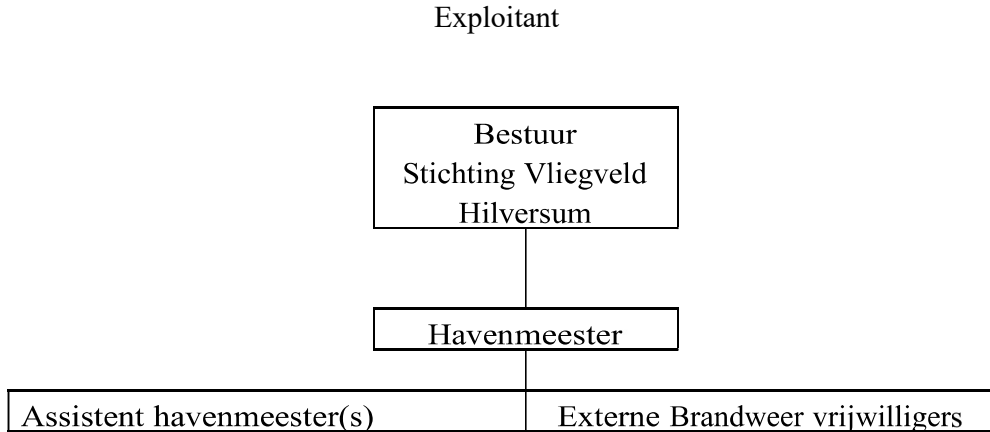 Exploitant
Bestuur
Stichting Vliegveld
Hilversum
Havenmeester
Assistent havenmeester(s)
Externe Brandweer vrijwilligers